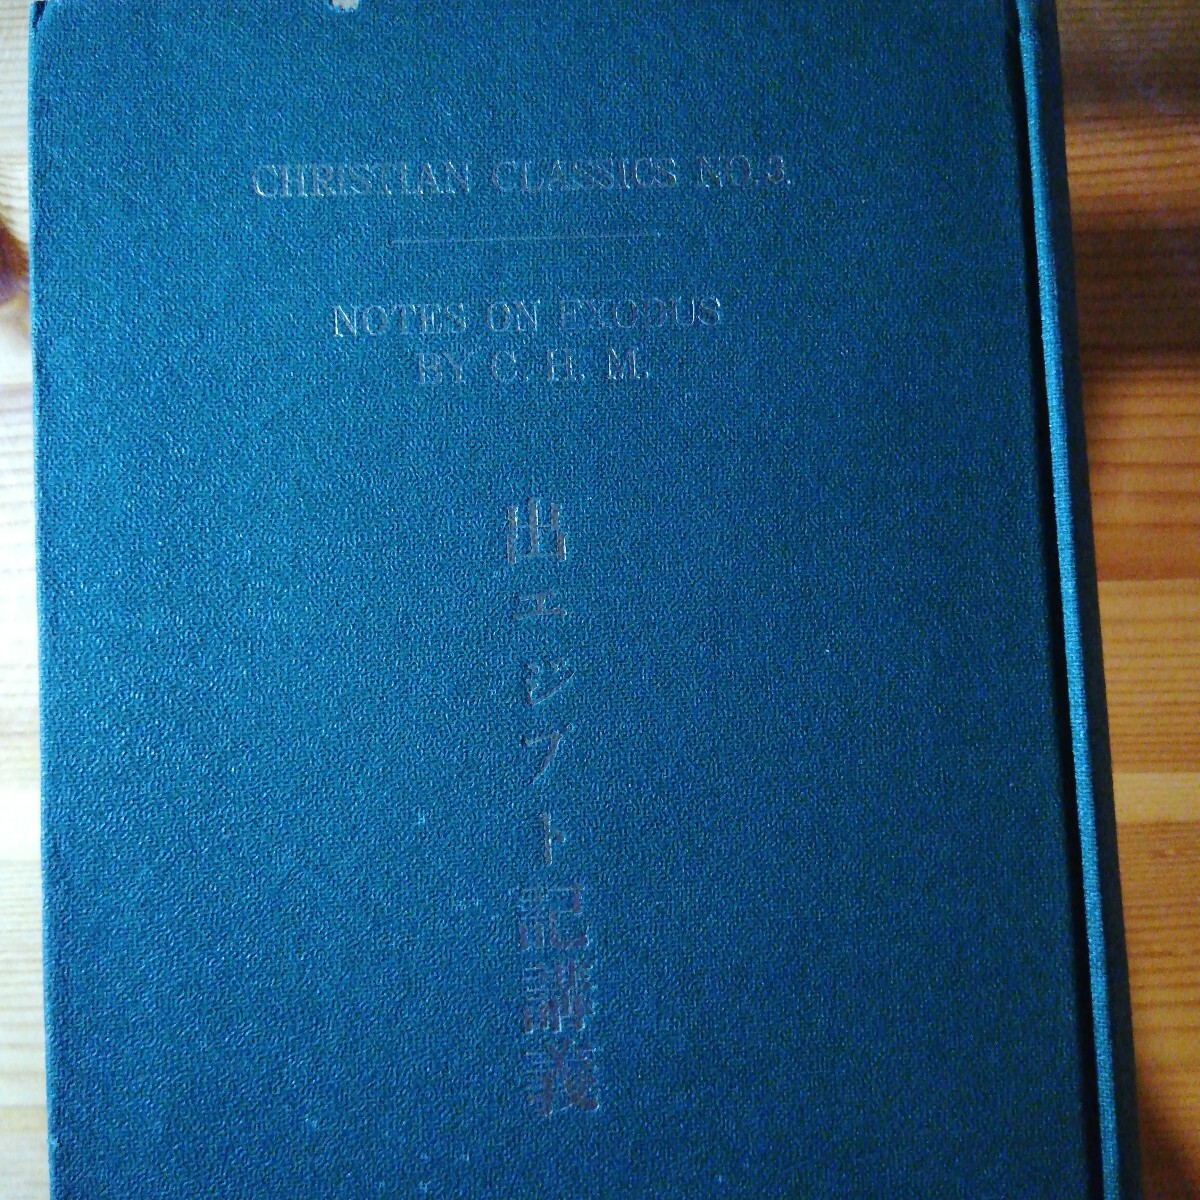 CHRISTIAN CLASSICS NO.3.
NOTES ON EXODUS
BY C. H. M.
出エジプト記講義